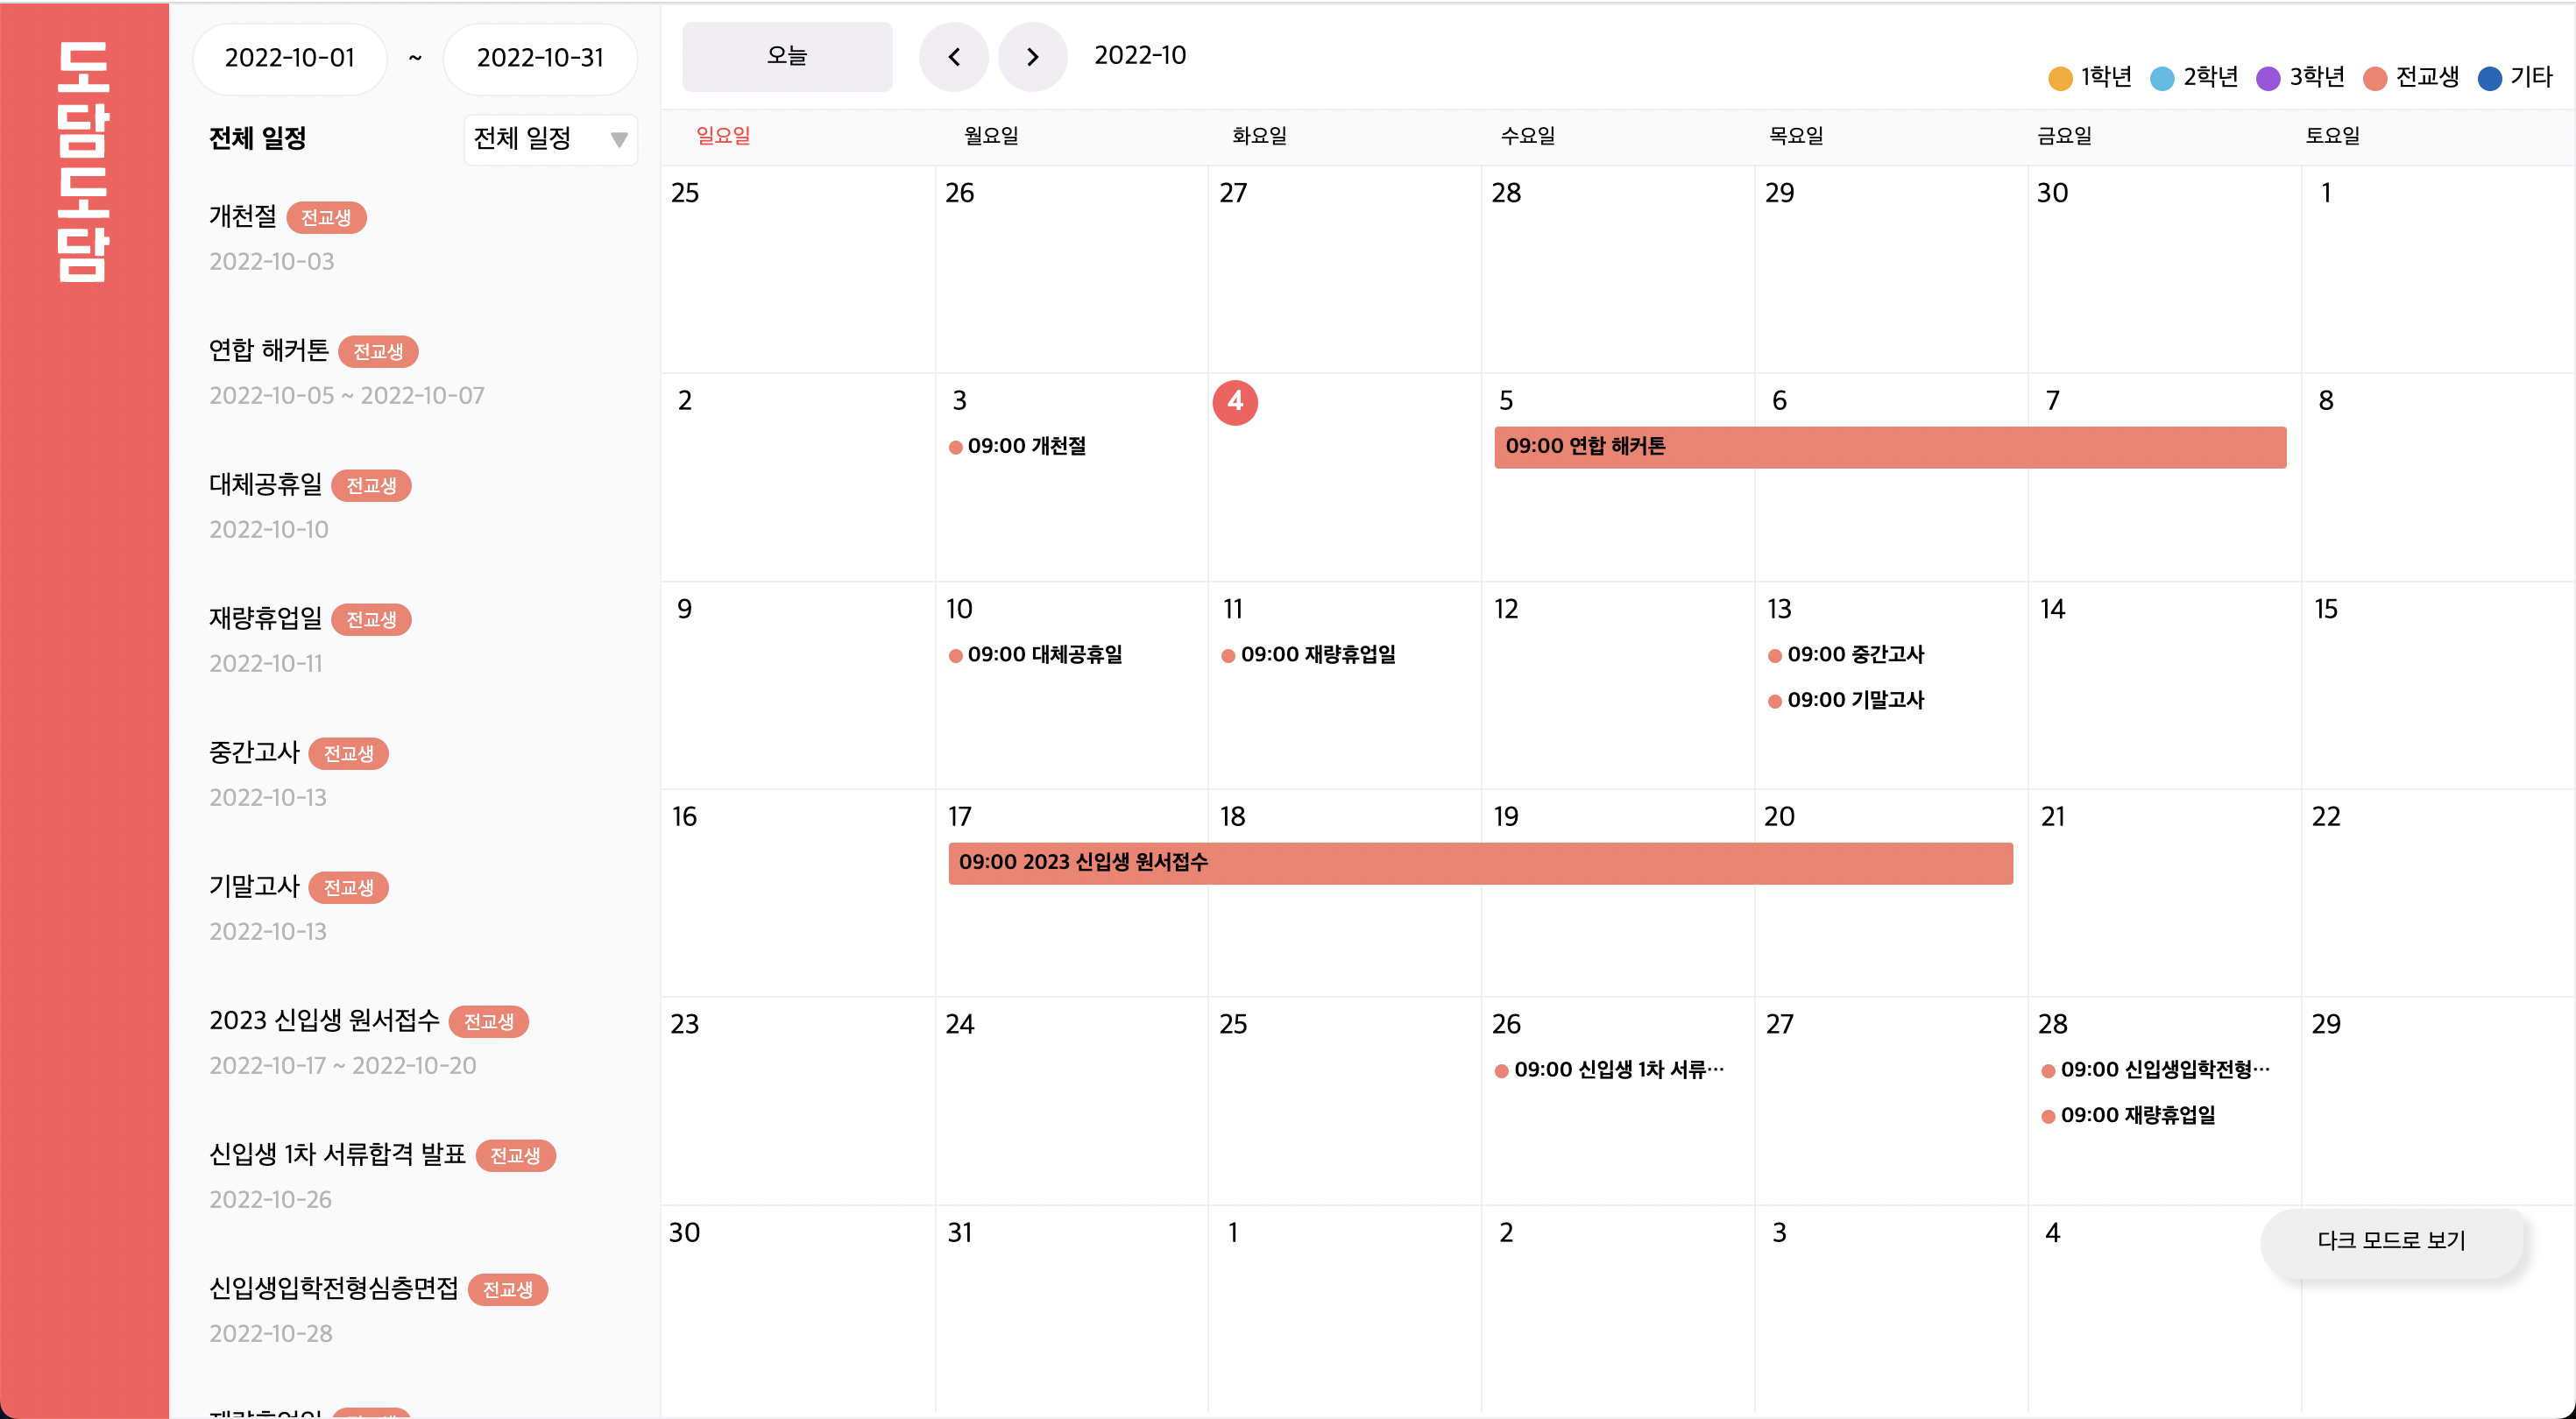 도담도담
2022-10-01 ~ 2022-10-31
전체 일정
전체 일정
개천절 전교생
2022-10-03
연합 해커톤 전교생
2022-10-05 ~ 2022-10-07
대체공휴일 전교생
2022-10-10
재량휴업일 전교생
2022-10-11
중간고사 전교생
2022-10-13
기말고사 전교생
2022-10-13
2023 신입생 원서접수 전교생
2022-10-17 ~ 2022-10-20
신입생 1차 서류합격 발표 전교생
2022-10-26
신입생입학전형심층면접 전교생
2022-10-28
재량휴업일 전교생
오늘 < > 2022-10
1학년 2학년 3학년 전교생 기타
일요일 월요일 화요일 수요일 목요일 금요일 토요일
25 26 27 28 29 30 1
2 3 4 5 6 7 8
09:00 개천절
09:00 연합 해커톤
9 10 11 12 13 14 15
09:00 대체공휴일
09:00 재량휴업일
09:00 중간고사
09:00 기말고사
16 17 18 19 20 21 22
09:00 2023 신입생 원서접수
23 24 25 26 27 28 29
09:00 신입생 1차 서류…
09:00 신입생입학전형…
09:00 재량휴업일
30 31 1 2 3 4
다크 모드로 보기